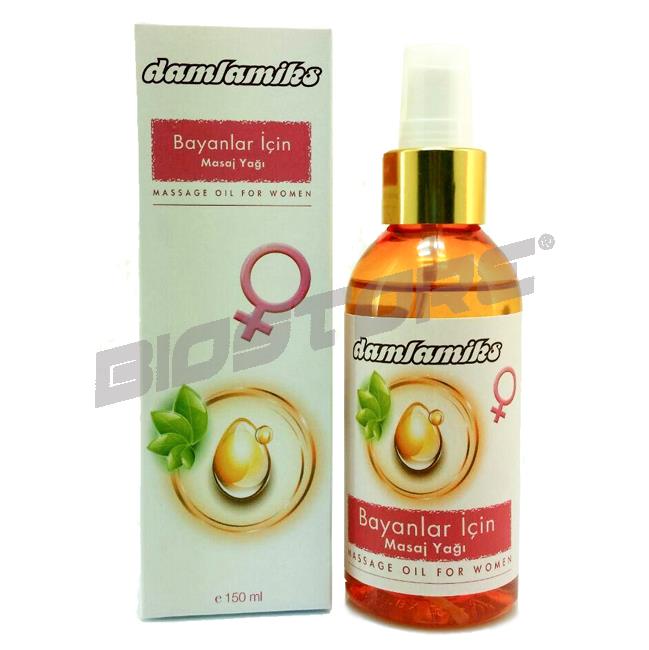 damlamiks
Bayanlar İçin
Masaj Yağı
MASSAGE OIL FOR WOMEN
BIOSTORE®
e 150 ml
damlamiks
Bayanlar İçin
Masaj Yağı
MASSAGE OIL FOR WOMEN